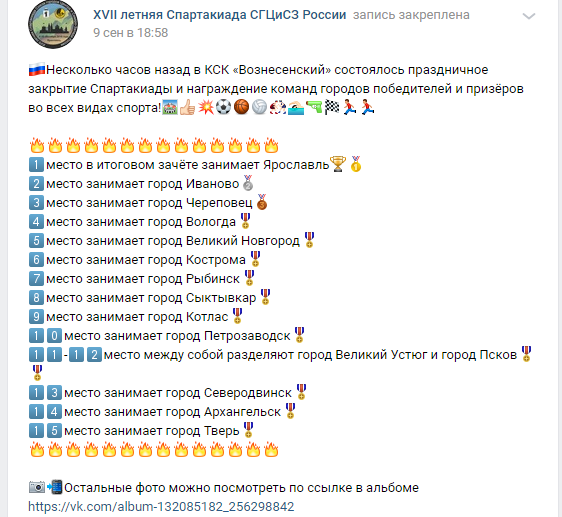 XVII летняя Спартакиада СГЦиСЗ России запись закреплена
9 сен в 18:58
🇷🇺Несколько часов назад в КСК «Вознесенский» состоялось праздничное
закрытие Спартакиады и награждение команд городов победителей и призёров
во всех видах спорта!
1 место в итоговом зачёте занимает Ярославль🏆🥇
2 место занимает город Иваново🥈
3 место занимает город Череповец🥉
4 место занимает город Вологда🎖
5 место занимает город Великий Новгород🎖
6 место занимает город Кострома🎖
7 место занимает город Рыбинск🎖
8 место занимает город Сыктывкар🎖
9 место занимает город Котлас🎖
1 0 место занимает город Петрозаводск🎖
1 1 - 1 2 место между собой разделяют город Великий Устюг и город Псков🎖
🎖
1 3 место занимает город Северодвинск🎖
1 4 место занимает город Архангельск🎖
1 5 место занимает город Тверь🎖
📷📲Остальные фото можно посмотреть по ссылке в альбоме
https://vk.com/album-132085182_256298842